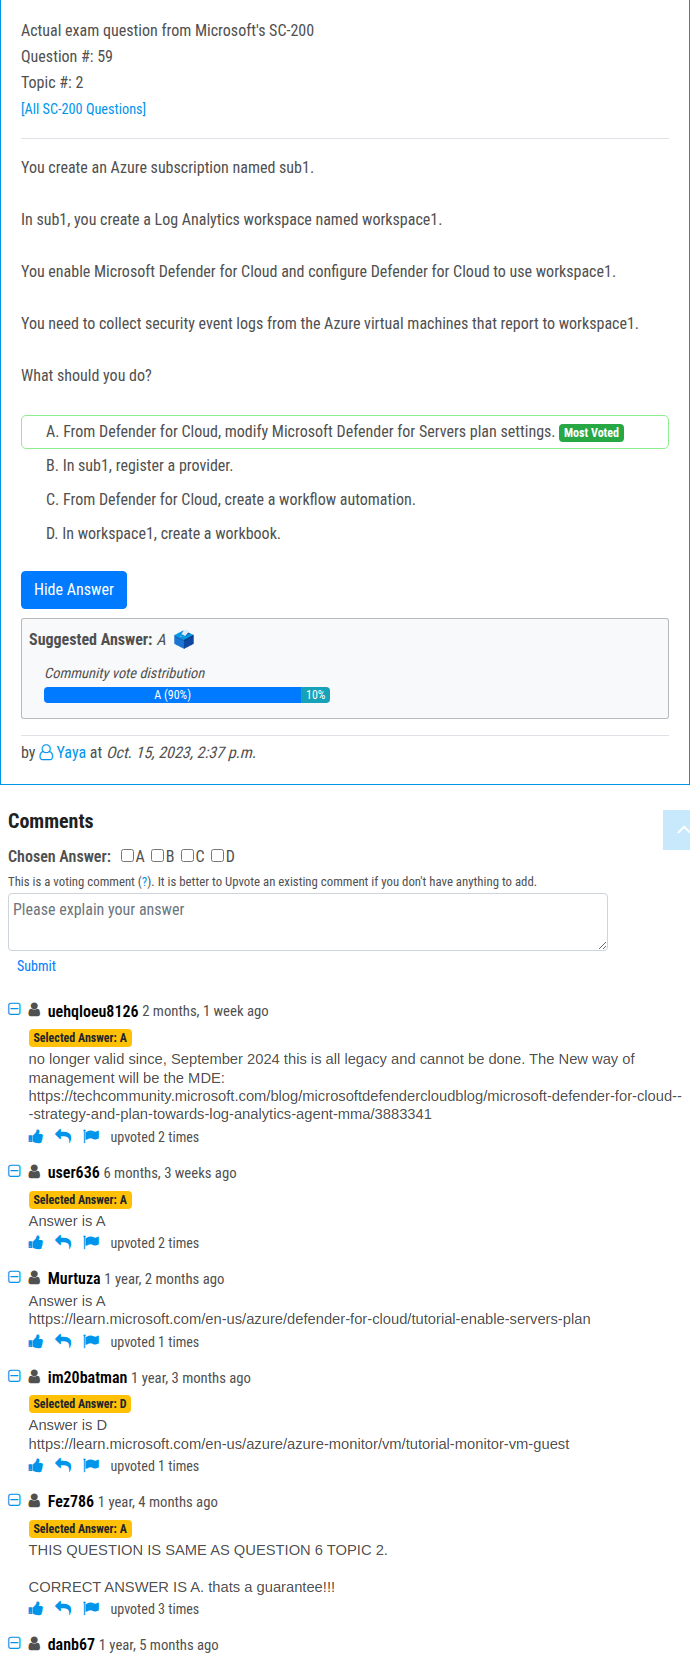 Actual exam question from Microsoft's SC-200
Question #: 59
Topic #: 2
[All SC-200 Questions]
You create an Azure subscription named sub1.
In sub1, you create a Log Analytics workspace named workspace1.
You enable Microsoft Defender for Cloud and configure Defender for Cloud to use workspace1.
You need to collect security event logs from the Azure virtual machines that report to workspace1.
What should you do?
A. From Defender for Cloud, modify Microsoft Defender for Servers plan settings. Most Voted
B. In sub1, register a provider.
C. From Defender for Cloud, create a workflow automation.
D. In workspace1, create a workbook.
Hide Answer
Suggested Answer: A
Community vote distribution
A (90%) 10%
by Yaya at Oct. 15, 2023, 2:37 p.m.
Comments
Chosen Answer: A B C D
This is a voting comment (?). It is better to Upvote an existing comment if you don't have anything to add.
Please explain your answer
Submit
uehqloeu8126 2 months, 1 week ago
Selected Answer: A
no longer valid since, September 2024 this is all legacy and cannot be done. The New way of
management will be the MDE:
https://techcommunity.microsoft.com/blog/microsoftdefendercloudblog/microsoft-defender-for-cloud--
-strategy-and-plan-towards-log-analytics-agent-mma/3883341
upvoted 2 times
user636 6 months, 3 weeks ago
Selected Answer: A
Answer is A
upvoted 2 times
Murtuza 1 year, 2 months ago
Answer is A
https://learn.microsoft.com/en-us/azure/defender-for-cloud/tutorial-enable-servers-plan
upvoted 1 times
im20batman 1 year, 3 months ago
Selected Answer: D
Answer is D
https://learn.microsoft.com/en-us/azure/azure-monitor/vm/tutorial-monitor-vm-guest
upvoted 1 times
Fez786 1 year, 4 months ago
Selected Answer: A
THIS QUESTION IS SAME AS QUESTION 6 TOPIC 2.
CORRECT ANSWER IS A. thats a guarantee!!!
upvoted 3 times
danb67 1 year, 5 months ago